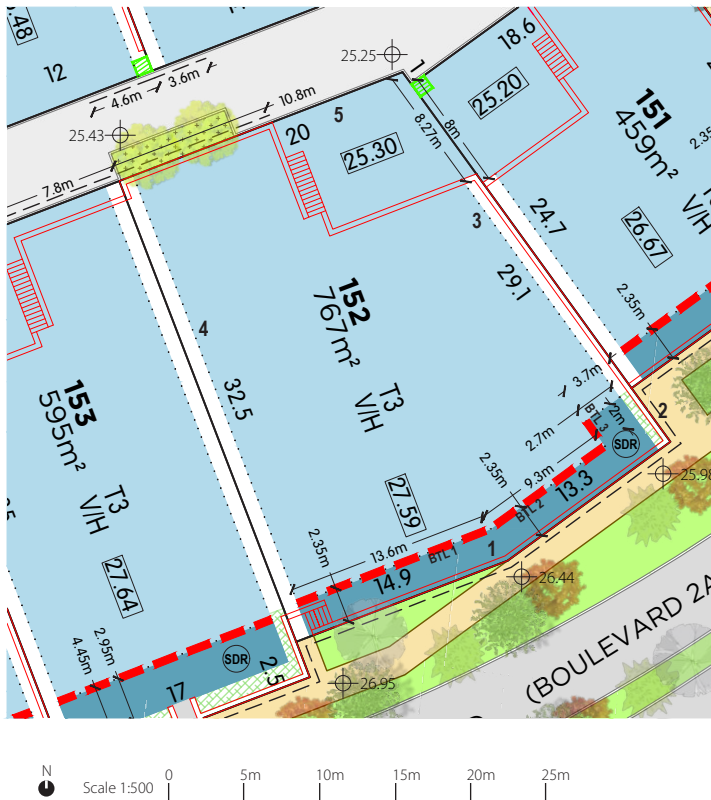 .48
12
4.6m
3.6m
10.8m
25.43
7.8m
25.25
1
18.6
25.20
8m
8.27m
5
20
25.30
151
459m²
26.67
24.7
3
29.1
2.35m
152
767m²
T3
V/H
27.59
4
32.5
153
595m²
T3
V/H
27.64
3.7m
2
2m
BTL3
2.7m
SDR
9.3m
2.35m
13.3
BTL2
25.98
13.6m
BTL1
1
14.9
2.35m
26.44
26.95
2.5
SDR
17
2.95m
4.45m
(BOULEVARD 2A
N
Scale 1:500
0
5m
10m
15m
20m
25m